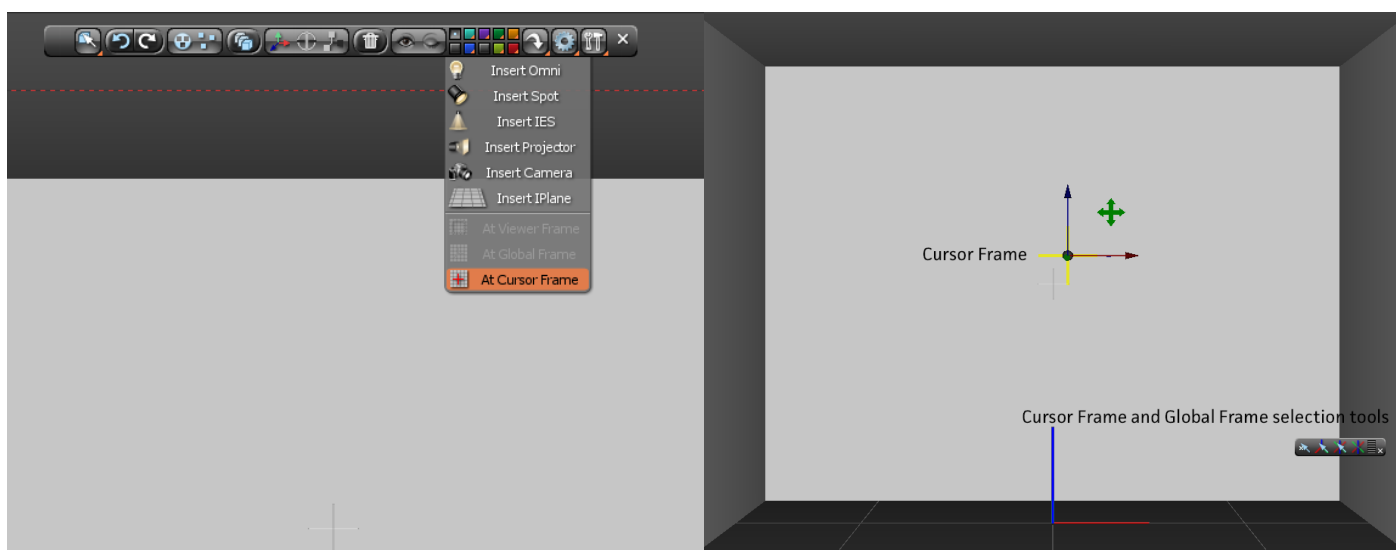 Insert Omni
Insert Spot
Insert IES
Insert Projector
Insert Camera
Insert IPlane
At Viewer Frame
At Global Frame
At Cursor Frame
Cursor Frame
Cursor Frame and Global Frame selection tools